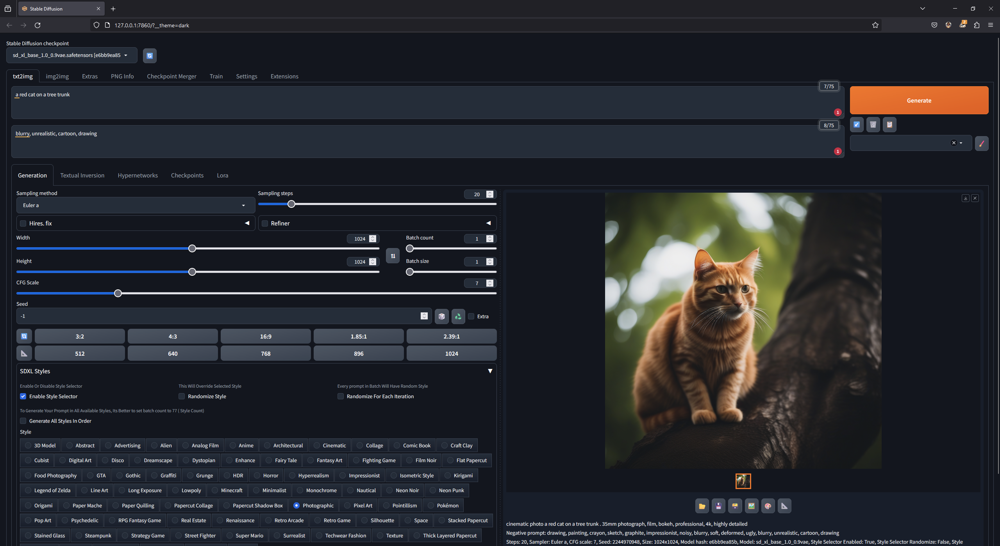 Stable Diffusion
2
127.0.0.1:7860/?__theme=dark
Stable Diffusion checkpoint
sd_xl_base_1.0_0.9vae.safetensors [e6bb9ea85
txt2img img2img Extras PNG Info Checkpoint Merger Train Settings Extensions
7/75
a red cat on a tree trunk
Generate
1
8/75
blurry, unrealistic, cartoon, drawing
1
Generation Textual Inversion Hypernetworks Checkpoints Lora
Sampling method
Euler a
Sampling steps
20
Hires. fix
Refiner
Width
1024
Batch count
1
Height
1024
Batch size
1
CFG Scale
7
Seed
-1
Extra
3:2 4:3 16:9 1.85:1 2.39:1
512 640 768 896 1024
SDXL Styles
Enable Or Disable Style Selector
Enable Style Selector
This Will Override Selected Style
Randomize Style
Every prompt in Batch Will Have Random Style
Randomize For Each Iteration
To Generate Your Prompt in All Available Styles, Its Better to set batch count to 77 ( Style Count)
Generate All Styles In Order
Style
3D Model Abstract Advertising Alien Analog Film Anime Architectural Cinematic Collage Comic Book Craft Clay
Cubist Digital Art Disco Dreamscape Dystopian Enhance Fairy Tale Fantasy Art Fighting Game Film Noir Flat Papercut
Food Photography GTA Gothic Graffiti Grunge HDR Horror Hyperrealism Impressionist Isometric Style Kirigami
Legend of Zelda Line Art Long Exposure Lowpoly Minecraft Minimalist Monochrome Nautical Neon Noir Neon Punk
Origami Paper Mache Paper Quilling Papercut Collage Papercut Shadow Box Photographic Pixel Art Pointillism Pokémon
Pop Art Psychedelic RPG Fantasy Game Real Estate Renaissance Retro Arcade Retro Game Silhouette Space Stacked Papercut
Stained Glass Steampunk Strategy Game Street Fighter Super Mario Surrealist Techwear Fashion Texture Thick Layered Papercut
cinematic photo a red cat on a tree trunk . 35mm photograph, film, bokeh, professional, 4k, highly detailed
Negative prompt: drawing, painting, crayon, sketch, graphite, impressionist, noisy, blurry, soft, deformed, ugly, blurry, unrealistic, cartoon, drawing
Steps: 20, Sampler: Euler a, CFG scale: 7, Seed: 2244970948, Size: 1024x1024, Model hash: e6bb9ea85b, Model: sd_xl_base_1.0_0.9vae, Style Selector Enabled: True, Style Selector Randomize: False, Style